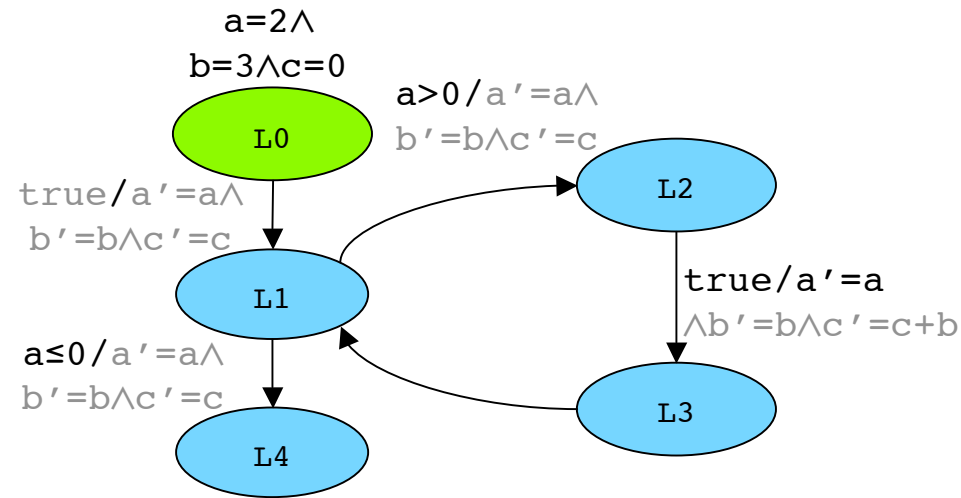 a=2∧
b=3∧c=0
L0
a>0/a′=a∧
b′=b∧c′=c
L2
true/a′=a∧
b′=b∧c′=c
L1
true/a′=a
∧b′=b∧c′=c+b
a≤0/a′=a∧
b′=b∧c′=c
L3
L4